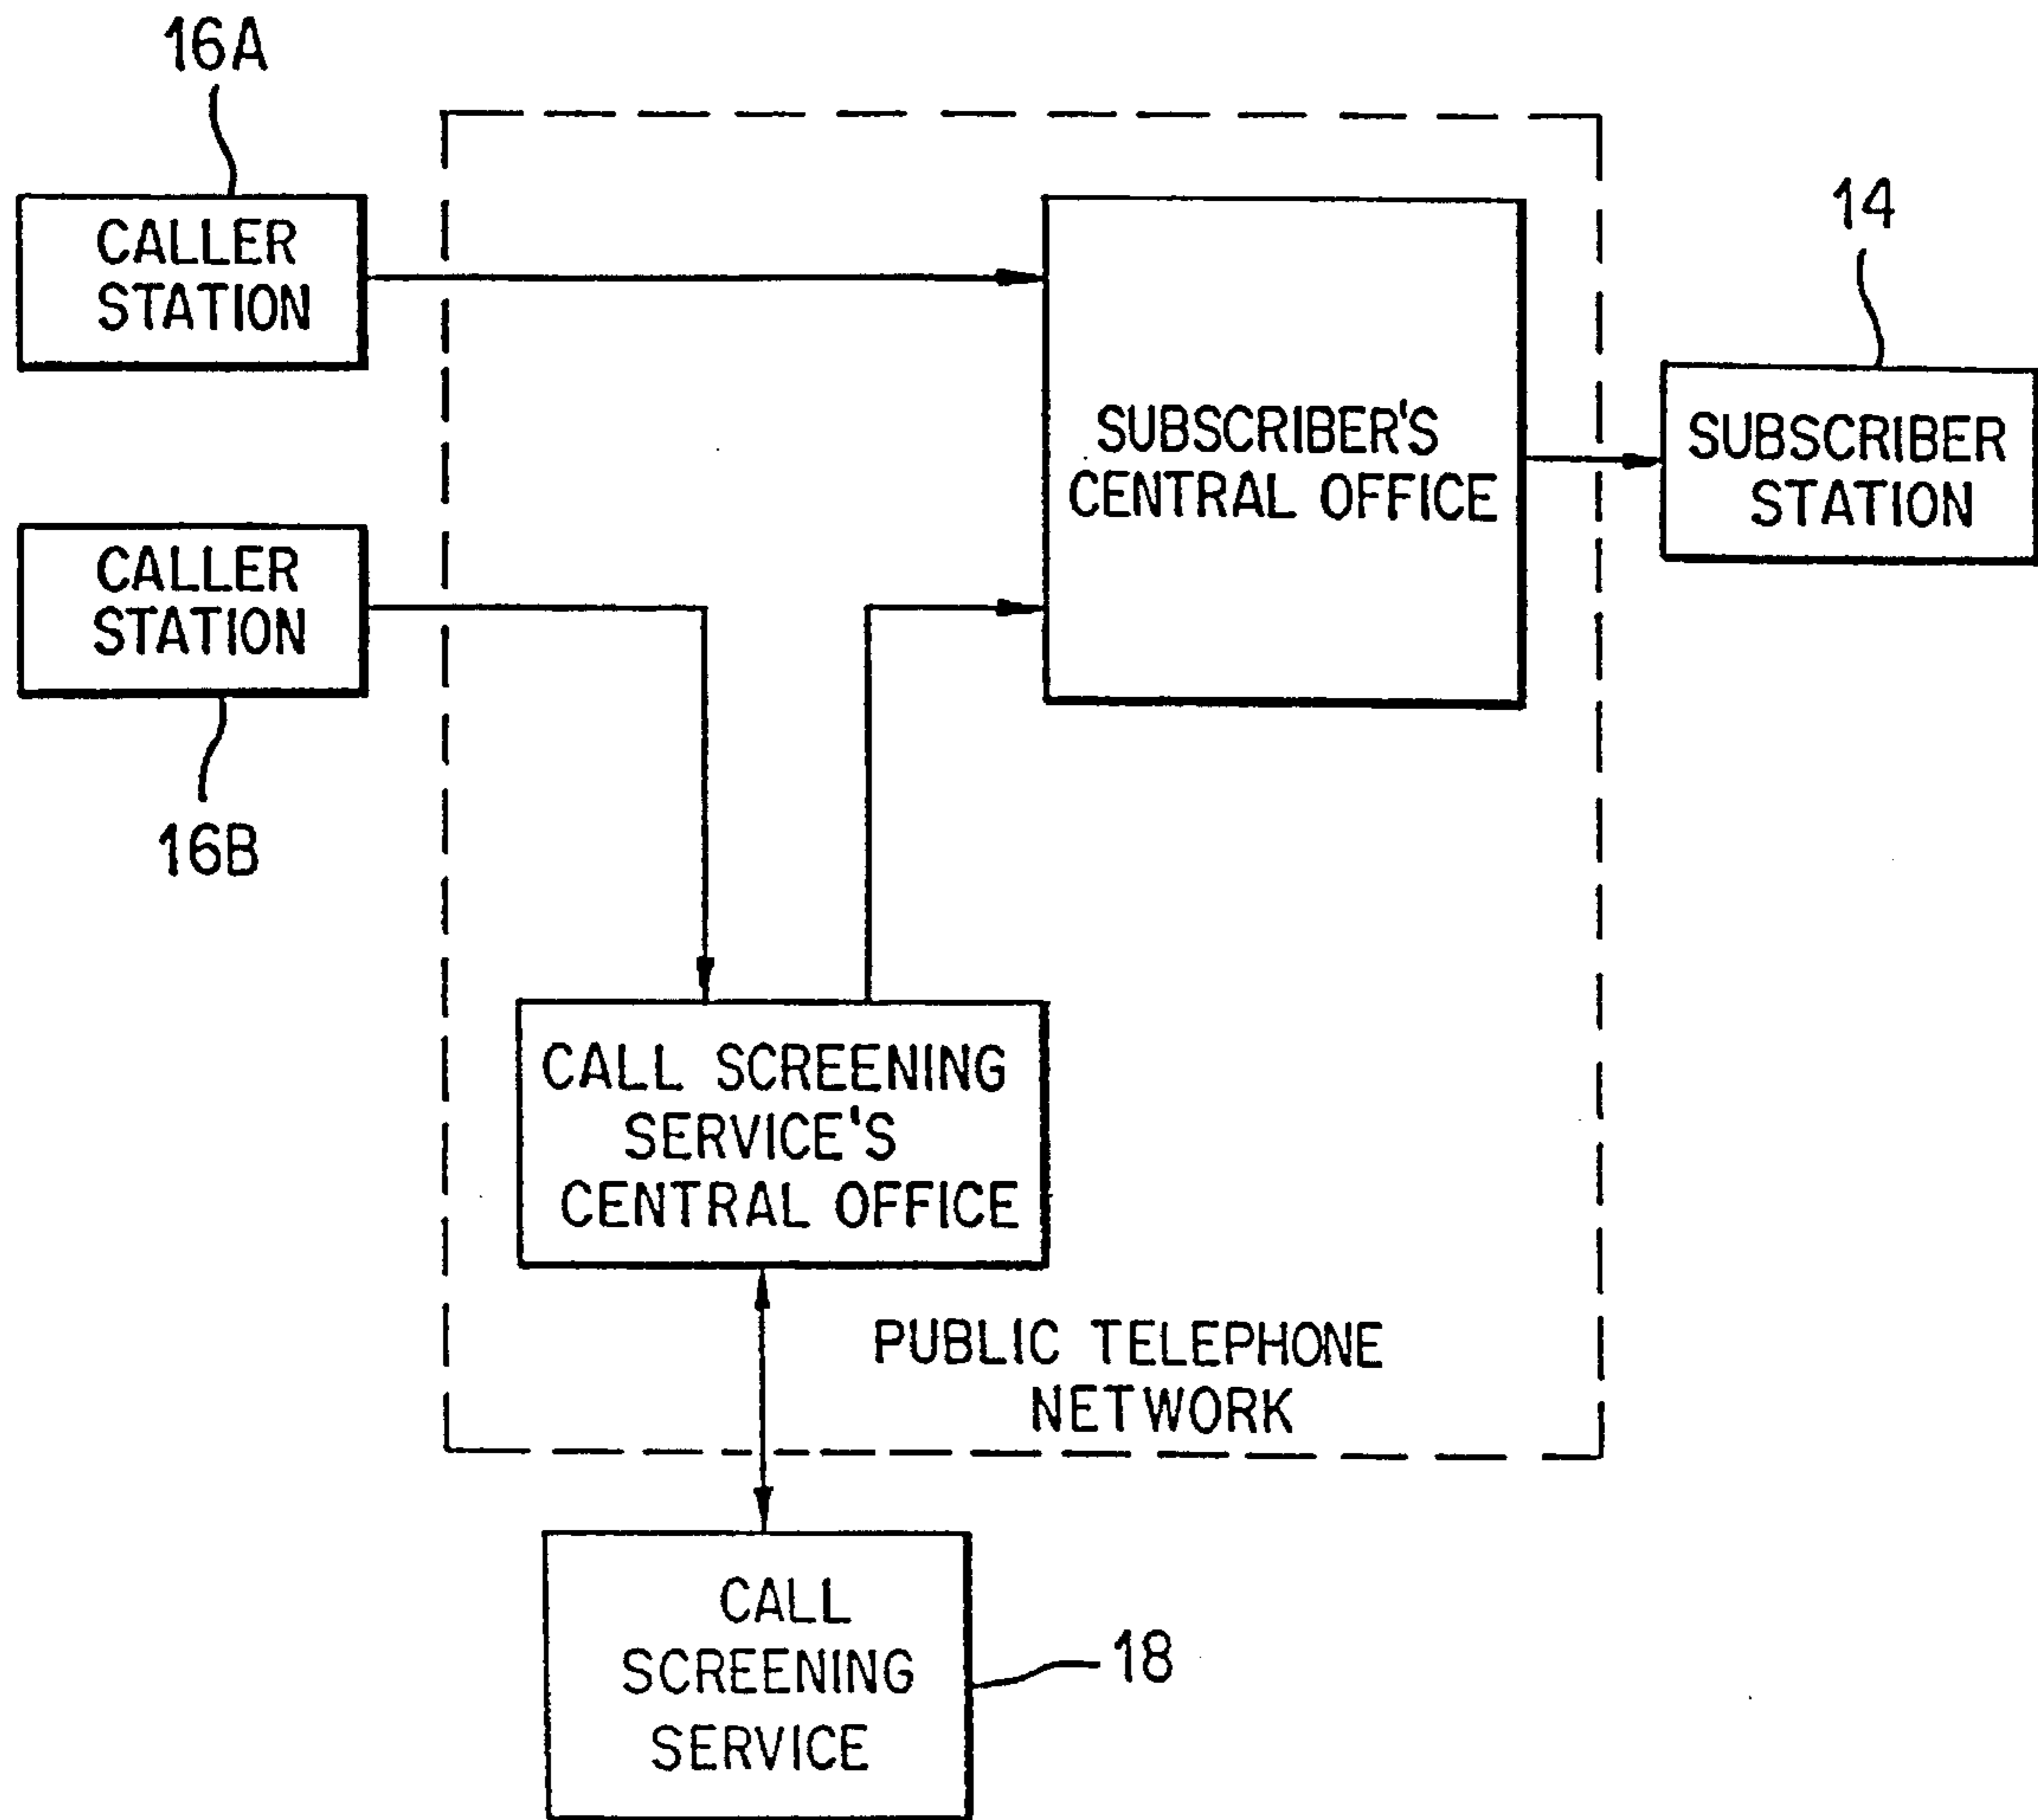 16A
CALLER
STATION
14
SUBSCRIBER'S
CENTRAL OFFICE
SUBSCRIBER
STATION
CALLER
STATION
16B
CALL SCREENING
SERVICE'S
CENTRAL OFFICE
PUBLIC TELEPHONE
NETWORK
CALL
SCREENING
SERVICE
18